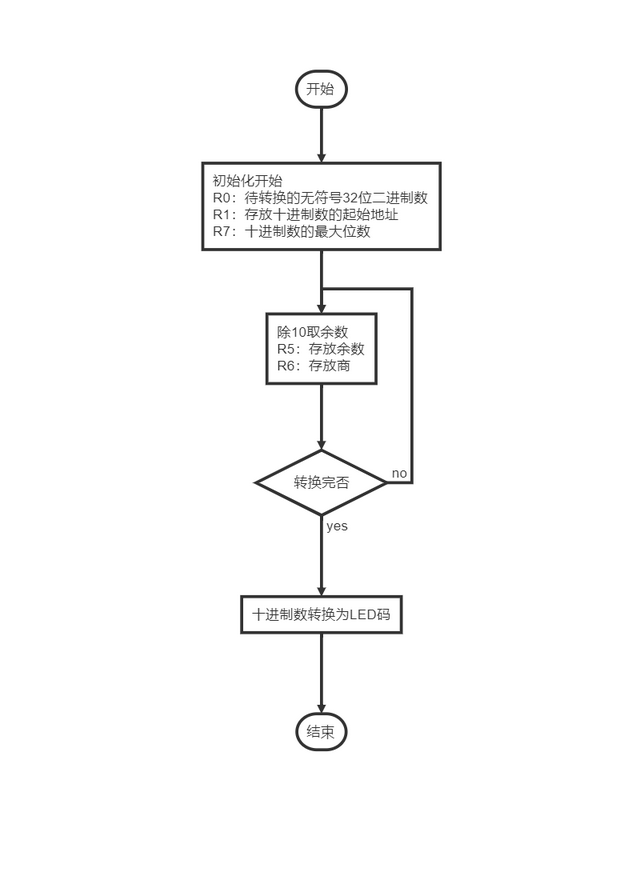 开始
初始化开始
R0：待转换的无符号32位二进制数
R1：存放十进制数的起始地址
R7：十进制数的最大位数
除10取余数
R5：存放余数
R6：存放商
转换完否
no
yes
十进制数转换为LED码
结束